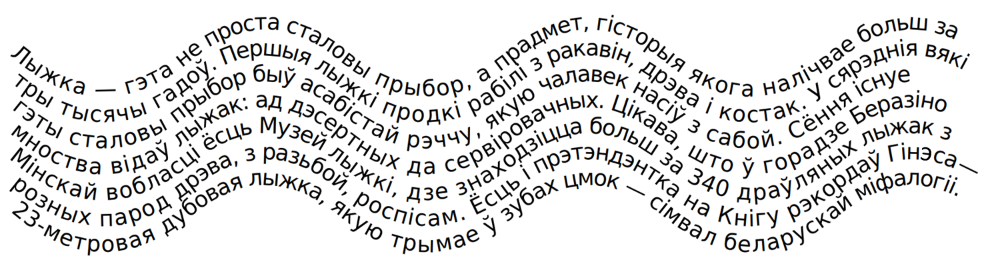 Лыжка — гэта не проста сталовы прыбор, а прадмет, гісторыя якога налічвае больш за
тры тысячы гадоў. Першыя лыжкі продкі рабілі з ракавін, дрэва і костак. У сярэднія вякі
гэты сталовы прыбор быў асабістай рэччу, якую чалавек насіў з сабой. Сёння існуе
мноства відаў лыжак: ад дэсертных да сервіровачных. Цікава, што ў горадзе Беразіно
Мінскай вобласці ёсць Музей лыжкі, дзе знаходзіцца больш за 340 драўляных лыжак з
розных парод дрэва, з разьбой, роспісам. Ёсць і прэтэндэнтка на Кнігу рэкордаў Гінэса—
23-метровая дубовая лыжка, якую трымае ў зубах цмок — сімвал беларускай міфалогіі.